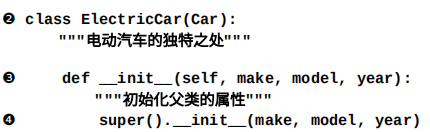 ❷ class ElectricCar(Car):
"""电动汽车的独特之处"""
❸ def __init__(self, make, model, year):
"""初始化父类的属性"""
❹ super().__init__(make, model, year)